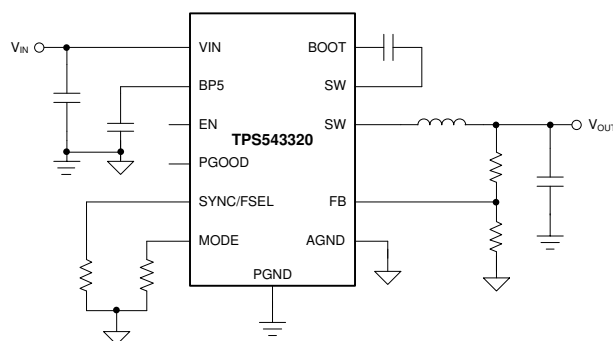 VIN
VIN
BP5
EN
PGOOD
SYNC/FSEL
MODE
TPS543320
PGND
BOOT
SW
SW
FB
AGND
VOUT